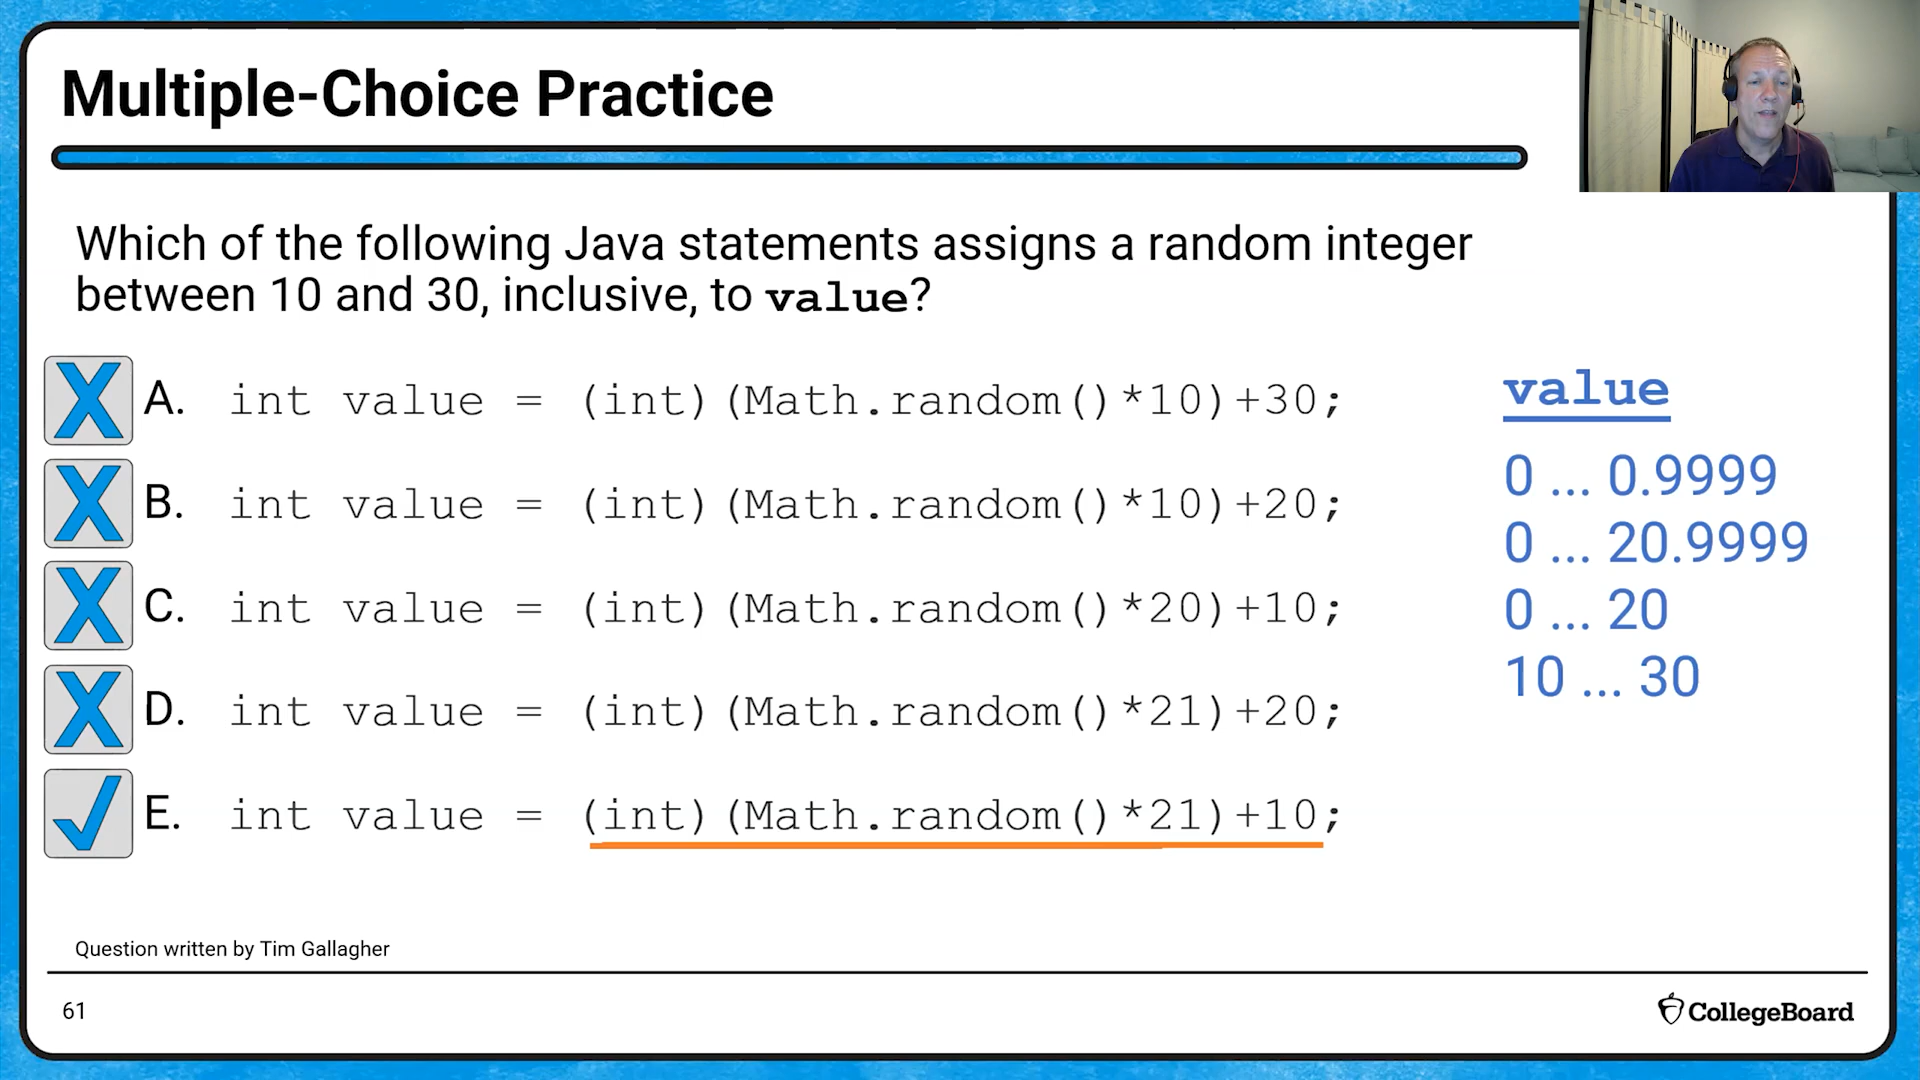 Multiple-Choice Practice
Which of the following Java statements assigns a random integer
between 10 and 30, inclusive, to value?
A. int value = (int)(Math.random()*10)+30;
B. int value = (int)(Math.random()*10)+20;
C. int value = (int)(Math.random()*20)+10;
D. int value = (int)(Math.random()*21)+20;
E. int value = (int)(Math.random()*21)+10;
value
0 ... 0.9999
0 ... 20.9999
0 ... 20
10 ... 30
Question written by Tim Gallagher
61
CollegeBoard